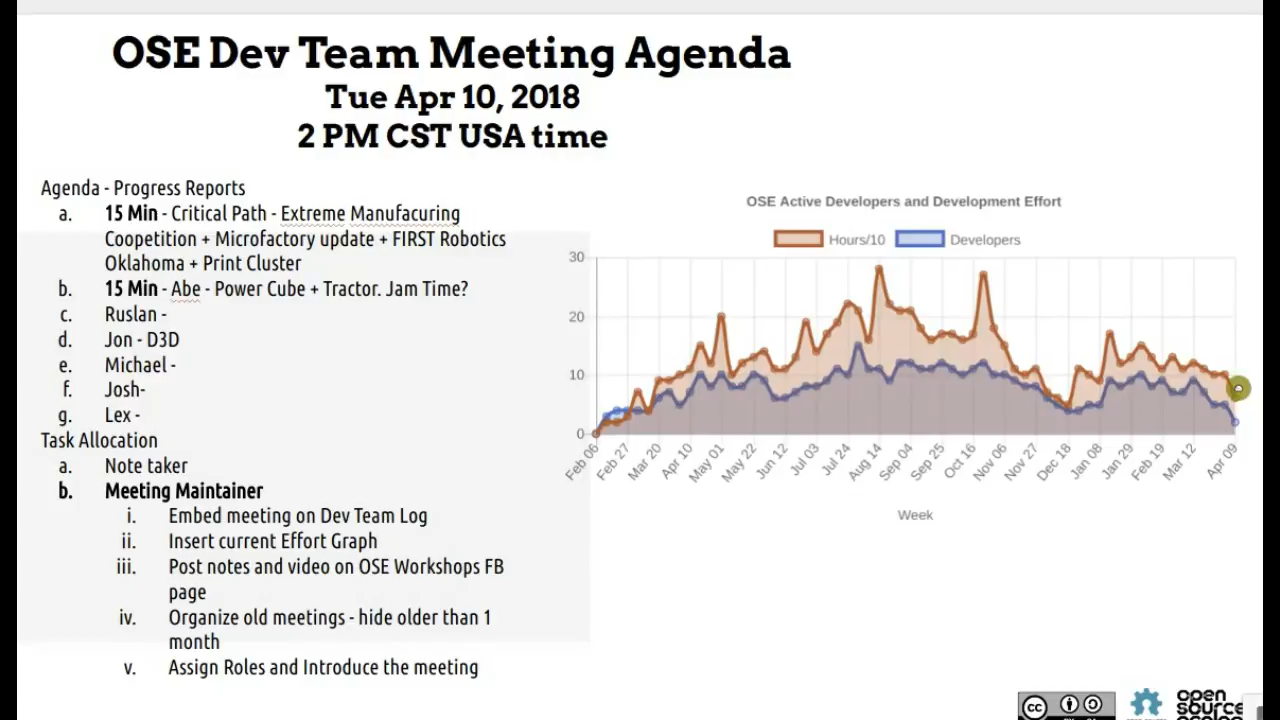 OSE Dev Team Meeting Agenda
Tue Apr 10, 2018
2 PM CST USA time
Agenda - Progress Reports
a. 15 Min - Critical Path - Extreme Manufacuring
Coopetition + Microfactory update + FIRST Robotics
Oklahoma + Print Cluster
b. 15 Min - Abe - Power Cube + Tractor. Jam Time?
c. Ruslan -
d. Jon - D3D
e. Michael -
f. Josh-
g. Lex -
Task Allocation
a. Note taker
b. Meeting Maintainer
i. Embed meeting on Dev Team Log
ii. Insert current Effort Graph
iii. Post notes and video on OSE Workshops FB
page
iv. Organize old meetings - hide older than 1
month
v. Assign Roles and Introduce the meeting
OSE Active Developers and Development Effort
Hours/10 Developers
30
20
10
0
Feb 06 Feb 27 Mar 20 Apr 10 May 01 May 22 Jun 12 Jul 03 Jul 24 Aug 14 Sep 04 Sep 25 Oct 16 Nov 06 Nov 27 Dec 18 Jan 08 Jan 29 Feb 19 Mar 12 Apr 09
Week
cc
open
source